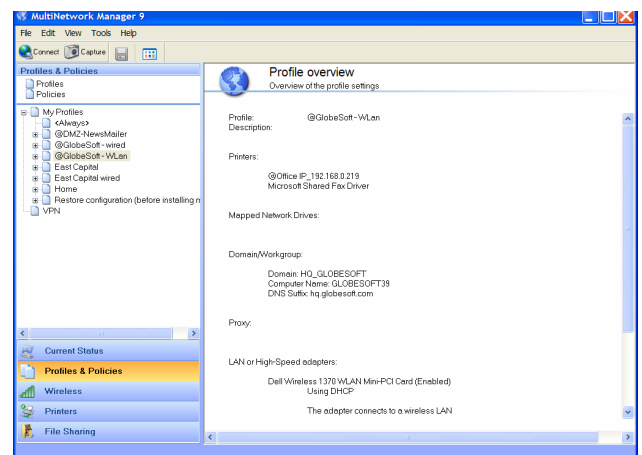 MultiNetwork Manager 9
File Edit View Tools Help
Connect Capture
Profiles & Policies
Profiles
Policies
My Profiles
<Always>
@DMZ-NewsMailer
@GlobeSoft - wired
@GlobeSoft - WLan
East Capital
East Capital wired
Home
Restore configuration (before installing
VPN
Current Status
Profiles & Policies
Wireless
Printers
File Sharing
Profile overview
Overview of the profile settings
Profile: @GlobeSoft - WLan
Description:
Printers:
@Office IP_192.168.0.219
Microsoft Shared Fax Driver
Mapped Network Drives:
Domain/Workgroup:
Domain: HQ_GLOBESOFT
Computer Name: GLOBESOFT39
DNS Suffix: hq.globesoft.com
Proxy:
LAN or High-Speed adapters:
Dell Wireless 1370 WLAN Mini-PCI Card (Enabled)
Using DHCP
The adapter connects to a wireless LAN